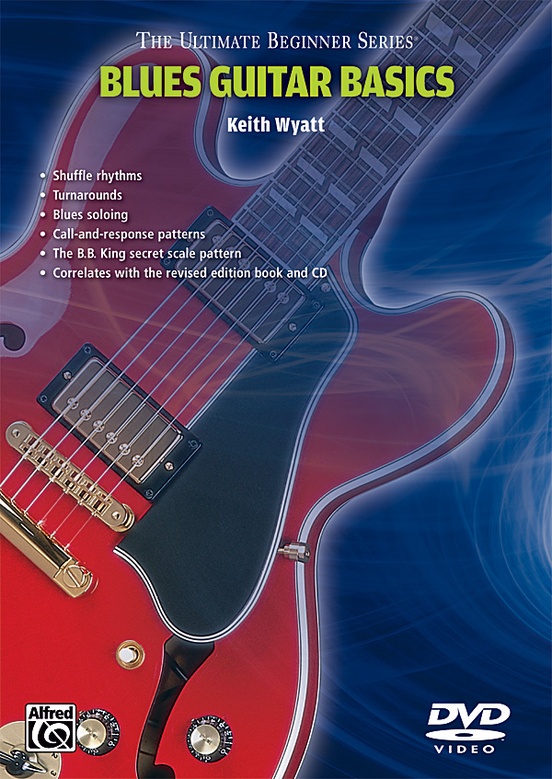 The Ultimate Beginner Series®
Blues Guitar Basics
Keith Wyatt
• Shuffle rhythms
• Turnarounds
• Blues soloing
• Call-and-response patterns
• The B.B. King secret scale pattern
• Correlates with the revised edition book and CD
Alfred
DVD
VIDEO